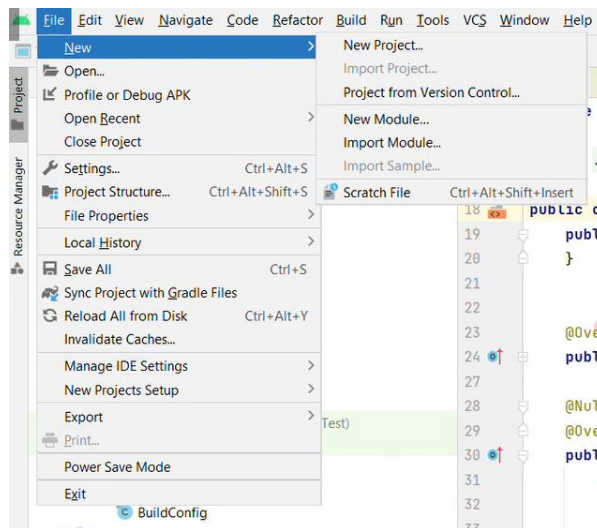 File Edit View Navigate Code Refactor Build Run Tools VCS Window Help
New
Open...
Profile or Debug APK
Open Recent
Close Project
Settings... Ctrl+Alt+S
Project Structure... Ctrl+Alt+Shift+S
File Properties
Local History
Save All Ctrl+S
Sync Project with Gradle Files
Reload All from Disk Ctrl+Alt+Y
Invalidate Caches...
Manage IDE Settings
New Projects Setup
Export
Print...
Power Save Mode
Exit
New Project...
Import Project...
Project from Version Control...
New Module...
Import Module...
Import Sample...
Scratch File Ctrl+Alt+Shift+Insert
Project
Resource Manager
Test)
BuildConfig
e
18 public c
19 publ
20 }
21
22
23 @Ove
24 publ
27
28 @Nul
29 @Ove
30 publ
31
32